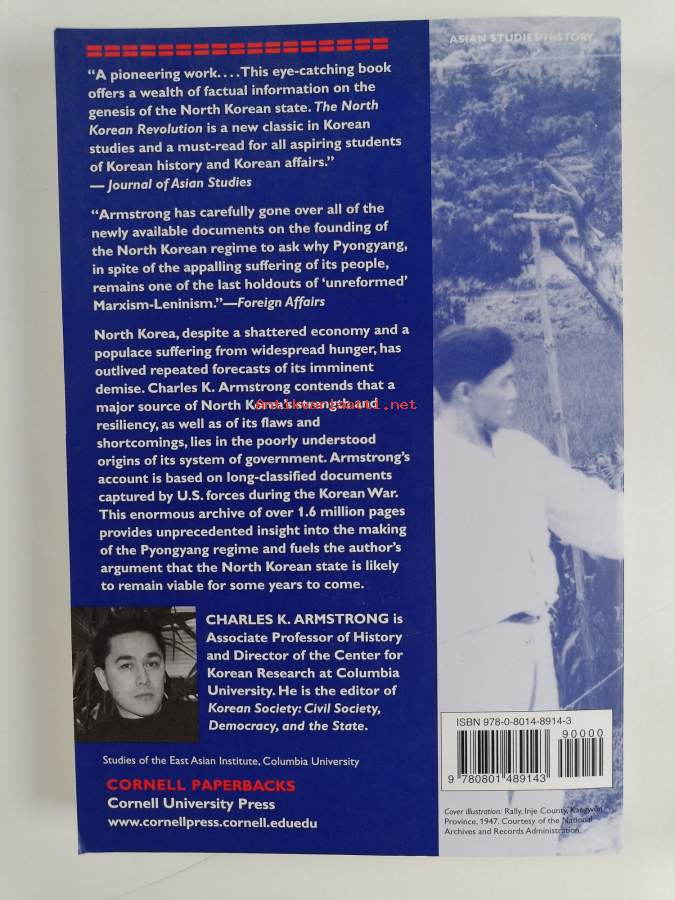 ASIAN STUDIES/HISTORY
“A pioneering work. . . . This eye-catching book
offers a wealth of factual information on the
genesis of the North Korean state. The North
Korean Revolution is a new classic in Korean
studies and a must-read for all aspiring students
of Korean history and Korean affairs.”
— Journal of Asian Studies
“Armstrong has carefully gone over all of the
newly available documents on the founding of
the North Korean regime to ask why Pyongyang,
in spite of the appalling suffering of its people,
remains one of the last holdouts of ‘unreformed’
Marxism-Leninism.”—Foreign Affairs
North Korea, despite a shattered economy and a
populace suffering from widespread hunger, has
outlived repeated forecasts of its imminent
demise. Charles K. Armstrong contends that a
major source of North Korea’s strength and
Antikvariaatti.net
resiliency, as well as of its flaws and
shortcomings, lies in the poorly understood
origins of its system of government. Armstrong’s
account is based on long-classified documents
captured by U.S. forces during the Korean War.
This enormous archive of over 1.6 million pages
provides unprecedented insight into the making
of the Pyongyang regime and fuels the author’s
argument that the North Korean state is likely
to remain viable for some years to come.
CHARLES K. ARMSTRONG is
Associate Professor of History
and Director of the Center for
Korean Research at Columbia
University. He is the editor of
Korean Society: Civil Society,
Democracy, and the State.
Studies of the East Asian Institute, Columbia University
CORNELL PAPERBACKS
Cornell University Press
www.cornellpress.cornell.eduedu
ISBN 978-0-8014-8914-3
90000
9 780801 489143
Cover illustration: Rally, Inje County, Kangwon
Province, 1947. Courtesy of the National
Archives and Records Administration.